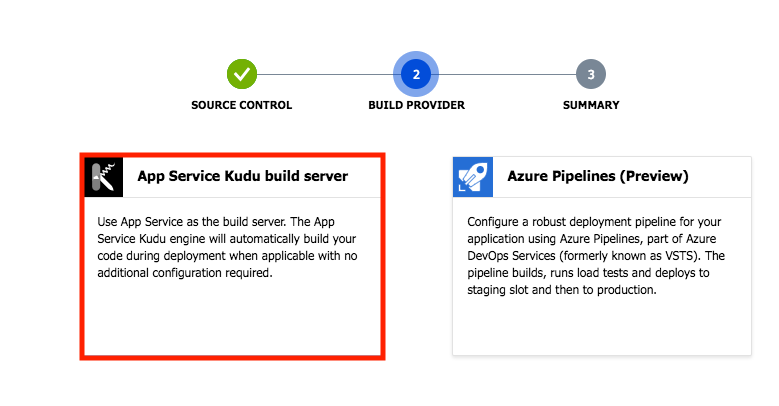 2
3
SOURCE CONTROL
BUILD PROVIDER
SUMMARY
App Service Kudu build server
Use App Service as the build server. The App
Service Kudu engine will automatically build your
code during deployment when applicable with no
additional configuration required.
Azure Pipelines (Preview)
Configure a robust deployment pipeline for your
application using Azure Pipelines, part of Azure
DevOps Services (formerly known as VSTS). The
pipeline builds, runs load tests and deploys to
staging slot and then to production.